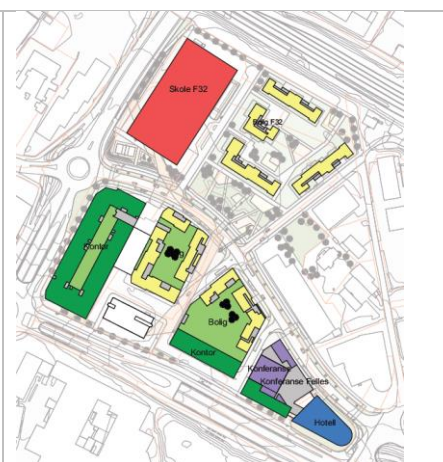 Skole F32
Bolig F32
Kontor
Bolig
Kontor
Konferanse
Konferanse Felles
Hotell